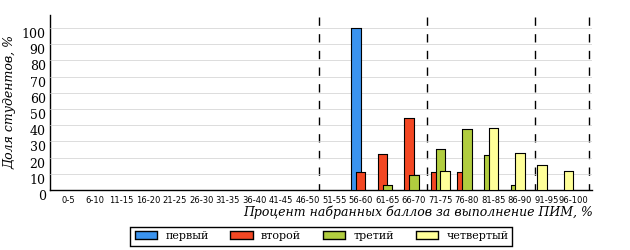 Доля студентов, %
100
90
80
70
60
50
40
30
20
10
0
0-5 6-10 11-15 16-20 21-25 26-30 31-35 36-40 41-45 46-50 51-55 56-60 61-65 66-70 71-75 76-80 81-85 86-90 91-95 96-100
Процент набранных баллов за выполнение ПИМ, %
первый второй третий четвертый